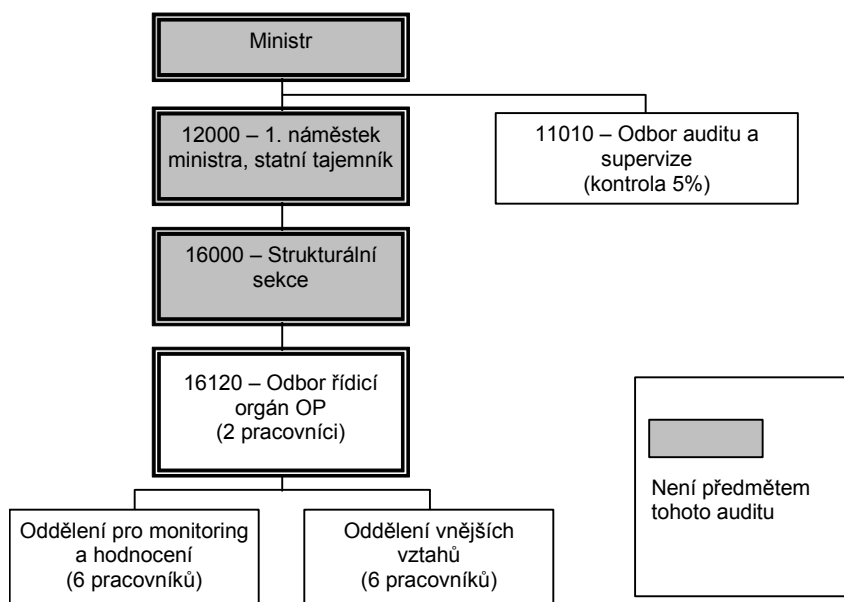 Ministr
12000 – 1. náměstek
ministra, statní tajemník
11010 – Odbor auditu a
supervize
(kontrola 5%)
16000 – Strukturální
sekce
16120 – Odbor řídicí
orgán OP
(2 pracovníci)
Oddělení pro monitoring
a hodnocení
(6 pracovníků)
Oddělení vnějších
vztahů
(6 pracovníků)
Není předmětem
tohoto auditu